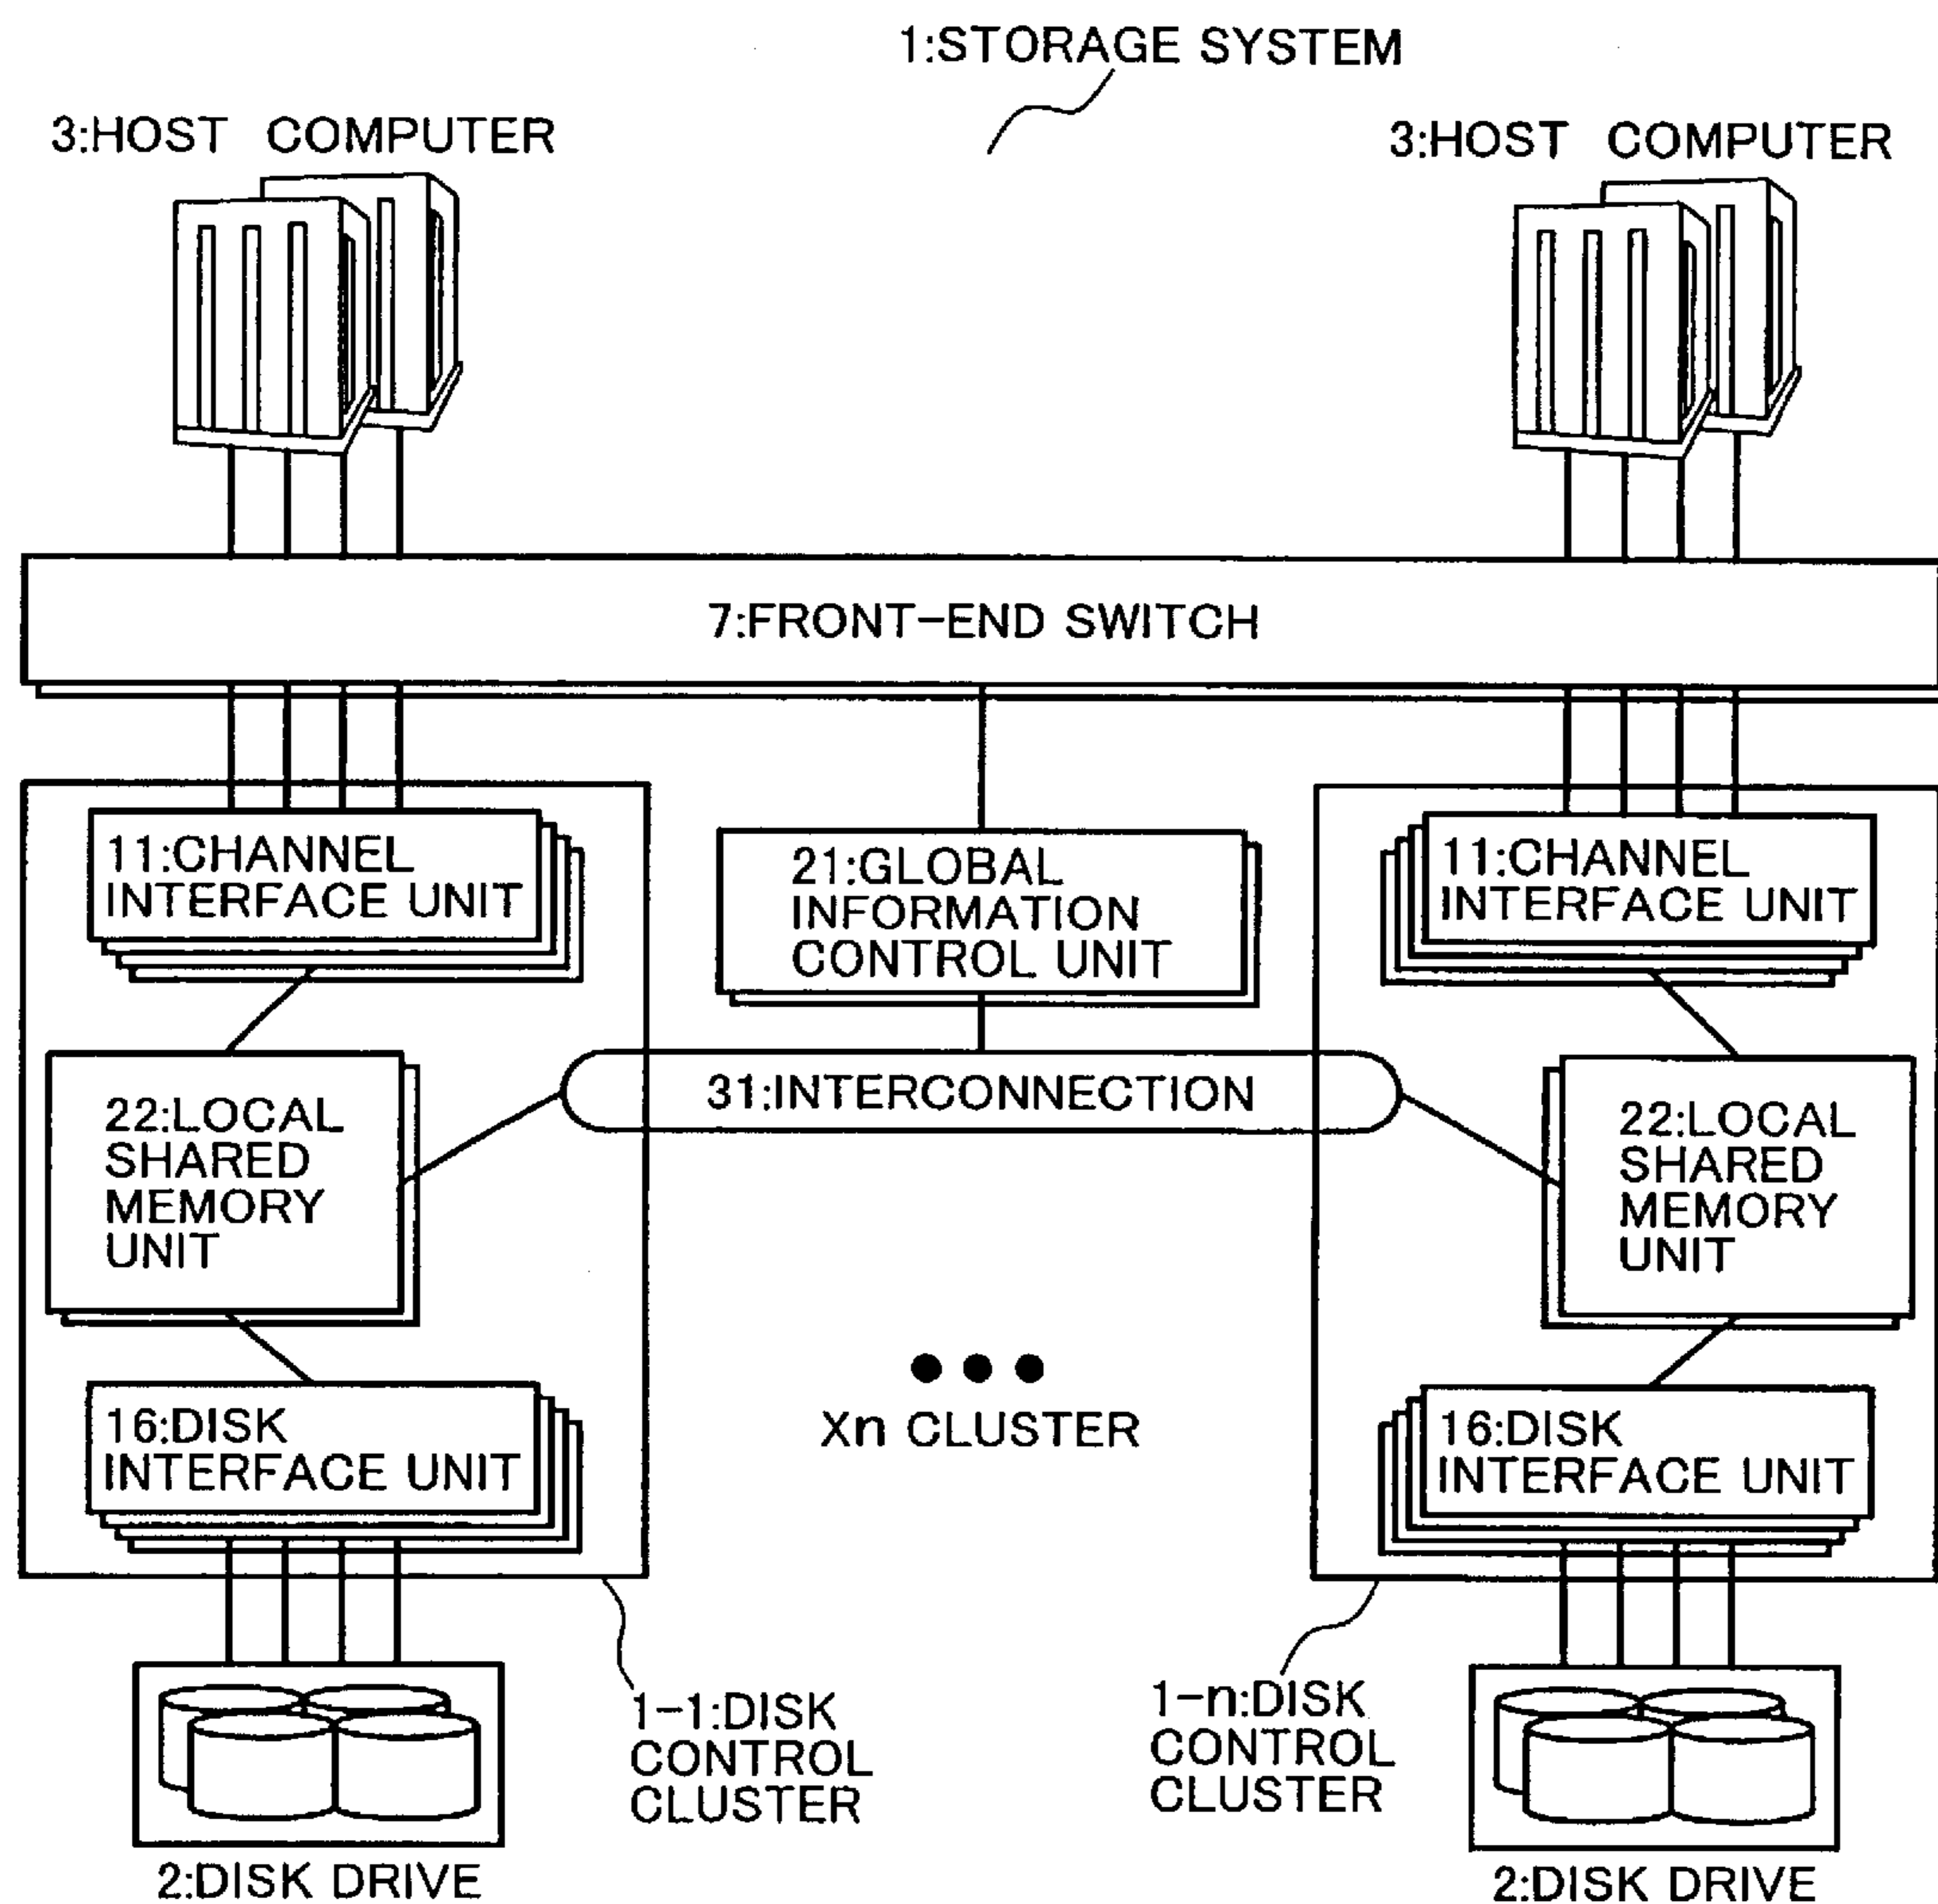 1:STORAGE SYSTEM
3:HOST COMPUTER
3:HOST COMPUTER
7:FRONT-END SWITCH
11:CHANNEL
INTERFACE UNIT
21:GLOBAL
INFORMATION
CONTROL UNIT
11:CHANNEL
INTERFACE UNIT
31:INTERCONNECTION
22:LOCAL
SHARED
MEMORY
UNIT
22:LOCAL
SHARED
MEMORY
UNIT
Xn CLUSTER
16:DISK
INTERFACE UNIT
16:DISK
INTERFACE UNIT
1-1:DISK
CONTROL
CLUSTER
1-n:DISK
CONTROL
CLUSTER
2:DISK DRIVE
2:DISK DRIVE